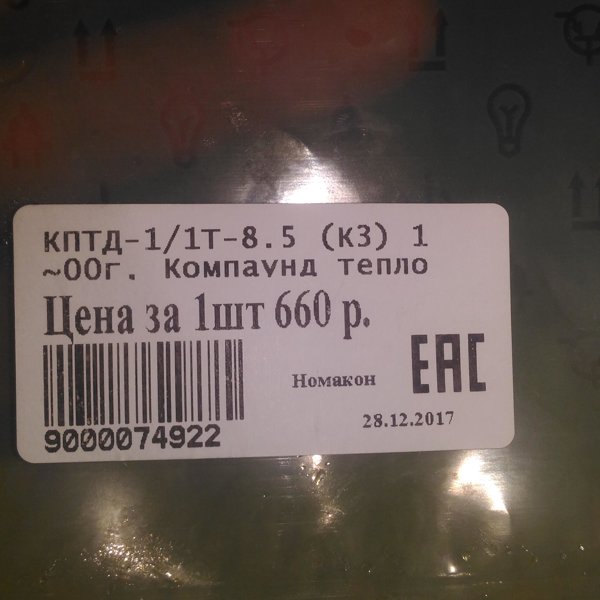 КПТД-1/1Т-8.5 (К3) 1
~00г. Компаунд тепло
Цена за 1шт 660 р.
Номакон
EAC
28.12.2017
9000074922